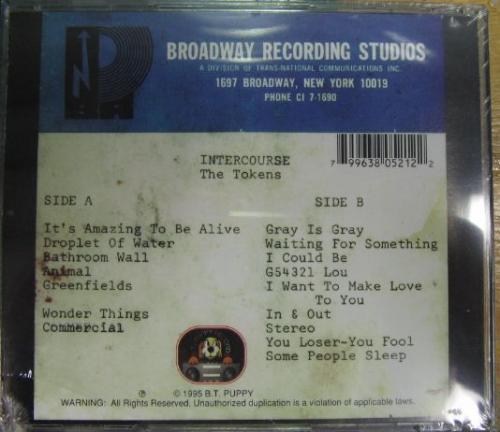 BROADWAY RECORDING STUDIOS
A DIVISION OF TRANS-NATIONAL COMMUNICATIONS INC.
1697 BROADWAY, NEW YORK 10019
PHONE CI 7-1690
7 99638 05212 2
INTERCOURSE
The Tokens
SIDE A
It's Amazing To Be Alive
Droplet Of Water
Bathroom Wall
Animal
Greenfields
Wonder Things
Commercial
SIDE B
Gray Is Gray
Waiting For Something
I Could Be
G54321 Lou
I Want To Make Love
To You
In & Out
Stereo
You Loser-You Fool
Some People Sleep
℗ © 1995 B.T. PUPPY
WARNING: All Rights Reserved. Unauthorized duplication is a violation of applicable laws.